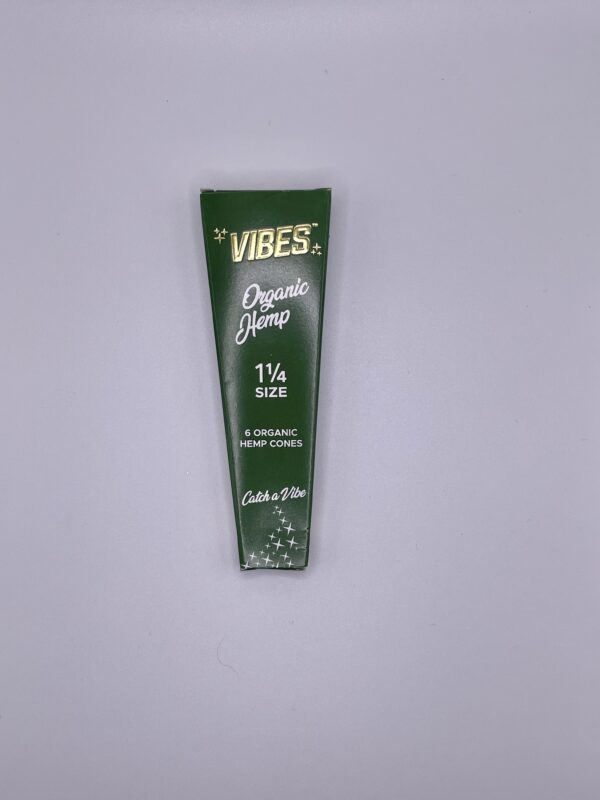 VIBES™
Organic
Hemp
1¼
SIZE
6 ORGANIC
HEMP CONES
Catch a Vibe